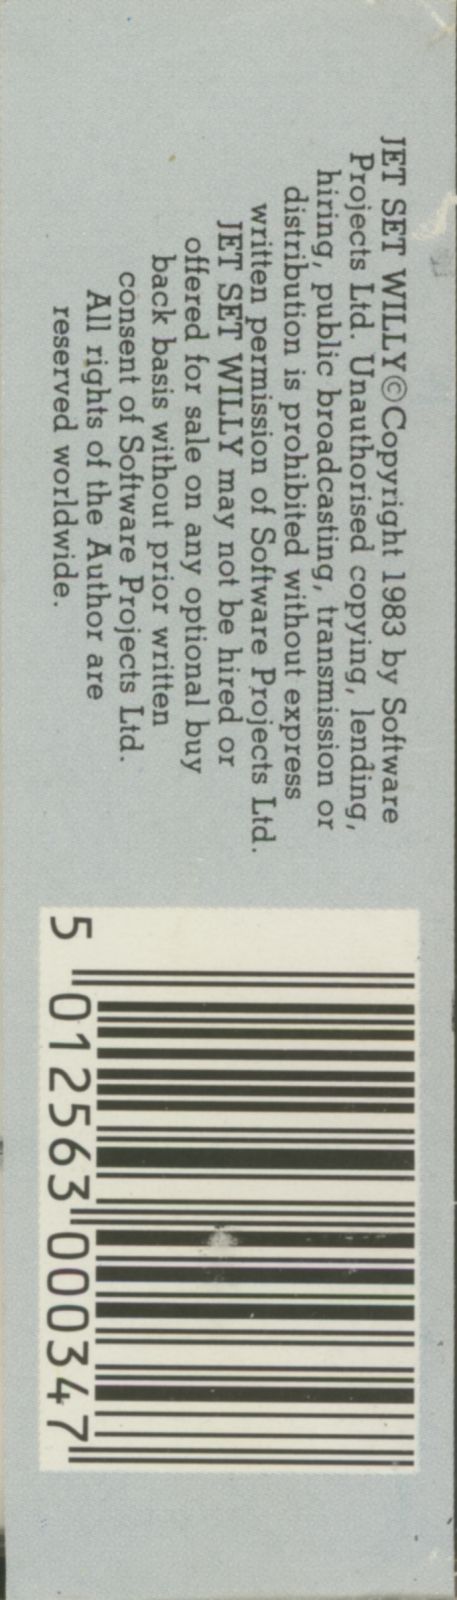 JET SET WILLY©Copyright 1983 by Software
Projects Ltd. Unauthorised copying, lending,
hiring, public broadcasting, transmission or
distribution is prohibited without express
written permission of Software Projects Ltd.
JET SET WILLY may not be hired or
offered for sale on any optional buy
back basis without prior written
consent of Software Projects Ltd.
All rights of the Author are
reserved worldwide.
5 012563 000347